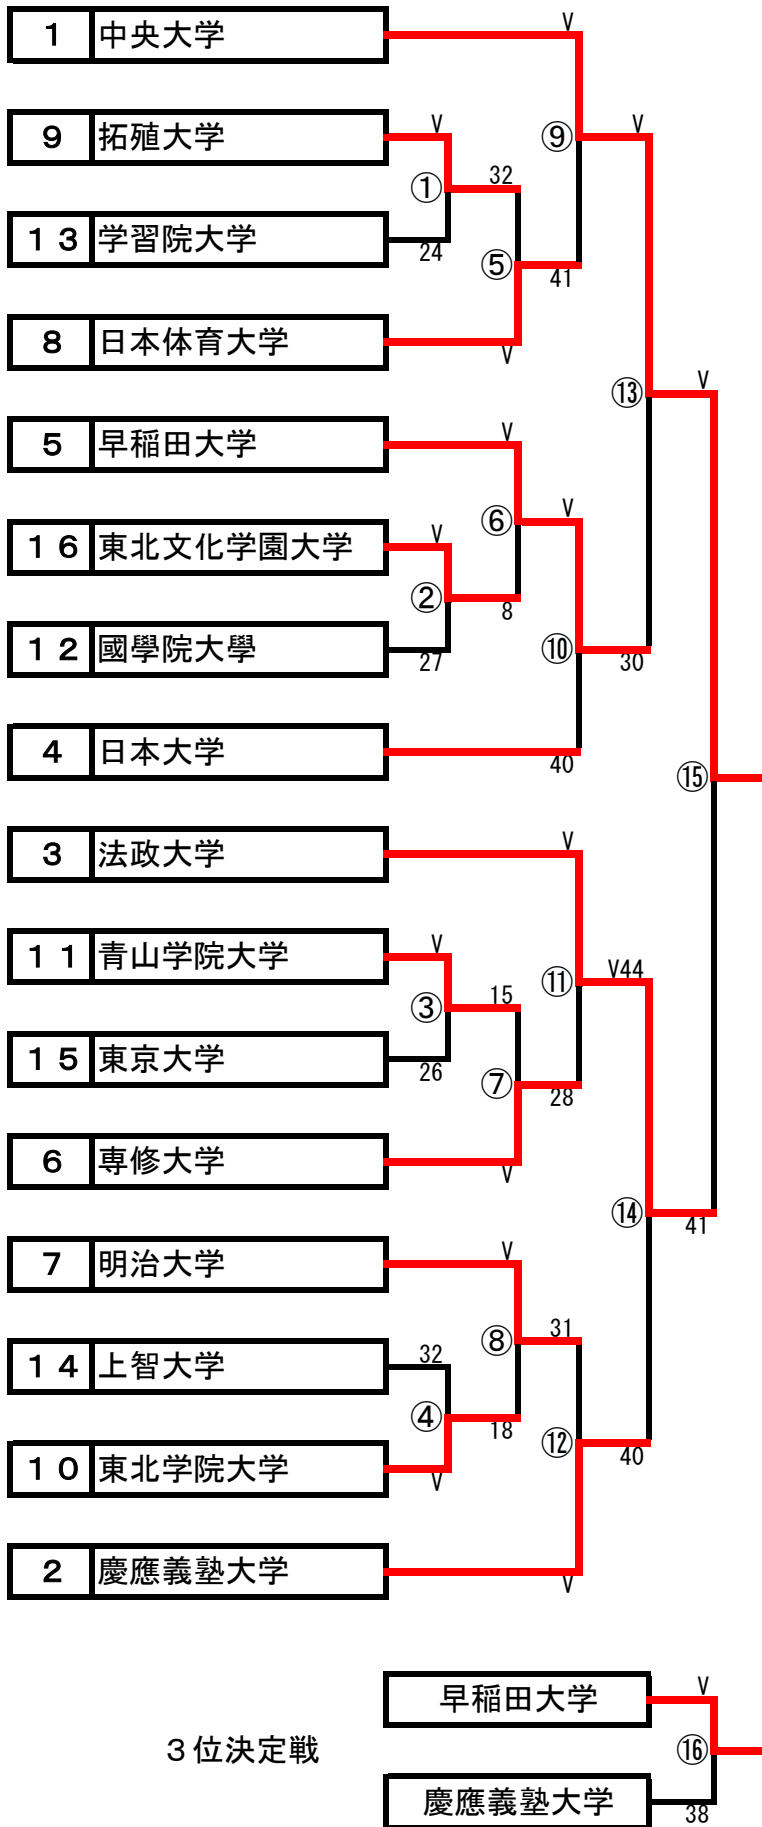 V
1 中央大学
9 拓殖大学 V ⑨ V
① 32
13 学習院大学 24 ⑤ 41
8 日本体育大学 V
⑬ V
5 早稲田大学 V
⑥ V
16 東北文化学園大学 V
② 8
12 國學院大學 27 ⑩ 30
4 日本大学 40
⑮
3 法政大学 V
11 青山学院大学 V ⑪ V44
③ 15
15 東京大学 26 ⑦ 28
6 専修大学 V
⑭ 41
7 明治大学 V
⑧ 31
14 上智大学 32
④ 18 ⑫ 40
10 東北学院大学 V
2 慶應義塾大学 V
早稲田大学 V
3位決定戦 ⑯
慶應義塾大学 38